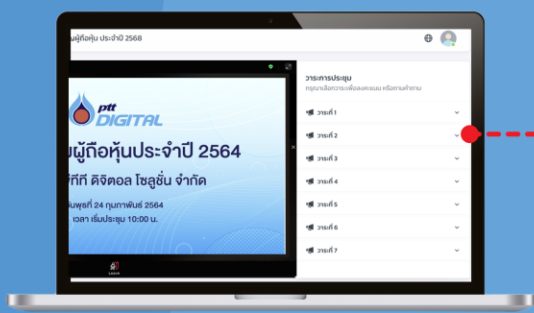 ผู้ถือหุ้น ประจำปี 2568
ptt
DIGITAL
ผู้ถือหุ้นประจำปี 2564
ทีที ดิจิตอล โซลูชั่น จำกัด
พุธที่ 24 กุมภาพันธ์ 2564
เวลา เริ่มประชุม 10:00 น.
วาระการประชุม
กรุณาเลือกวาระเพื่อลงคะแนน หรือถามคำถาม
วาระที่ 1
วาระที่ 2
วาระที่ 3
วาระที่ 4
วาระที่ 5
วาระที่ 6
วาระที่ 7